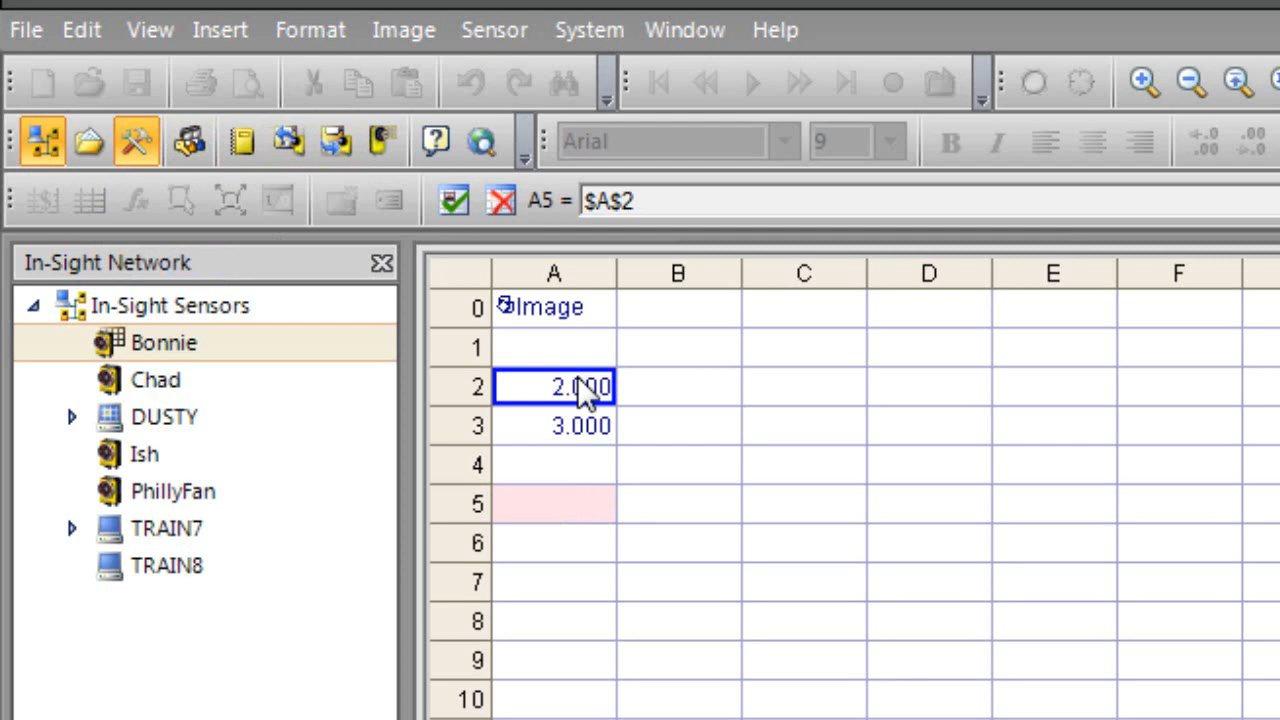 File Edit View Insert Format Image Sensor System Window Help
Arial 9 B I
A5 = $A$2
In-Sight Network
In-Sight Sensors
Bonnie
Chad
DUSTY
Ish
PhillyFan
TRAIN7
TRAIN8
A B C D E F
0 Image
1
2 2.000
3 3.000
4
5
6
7
8
9
10